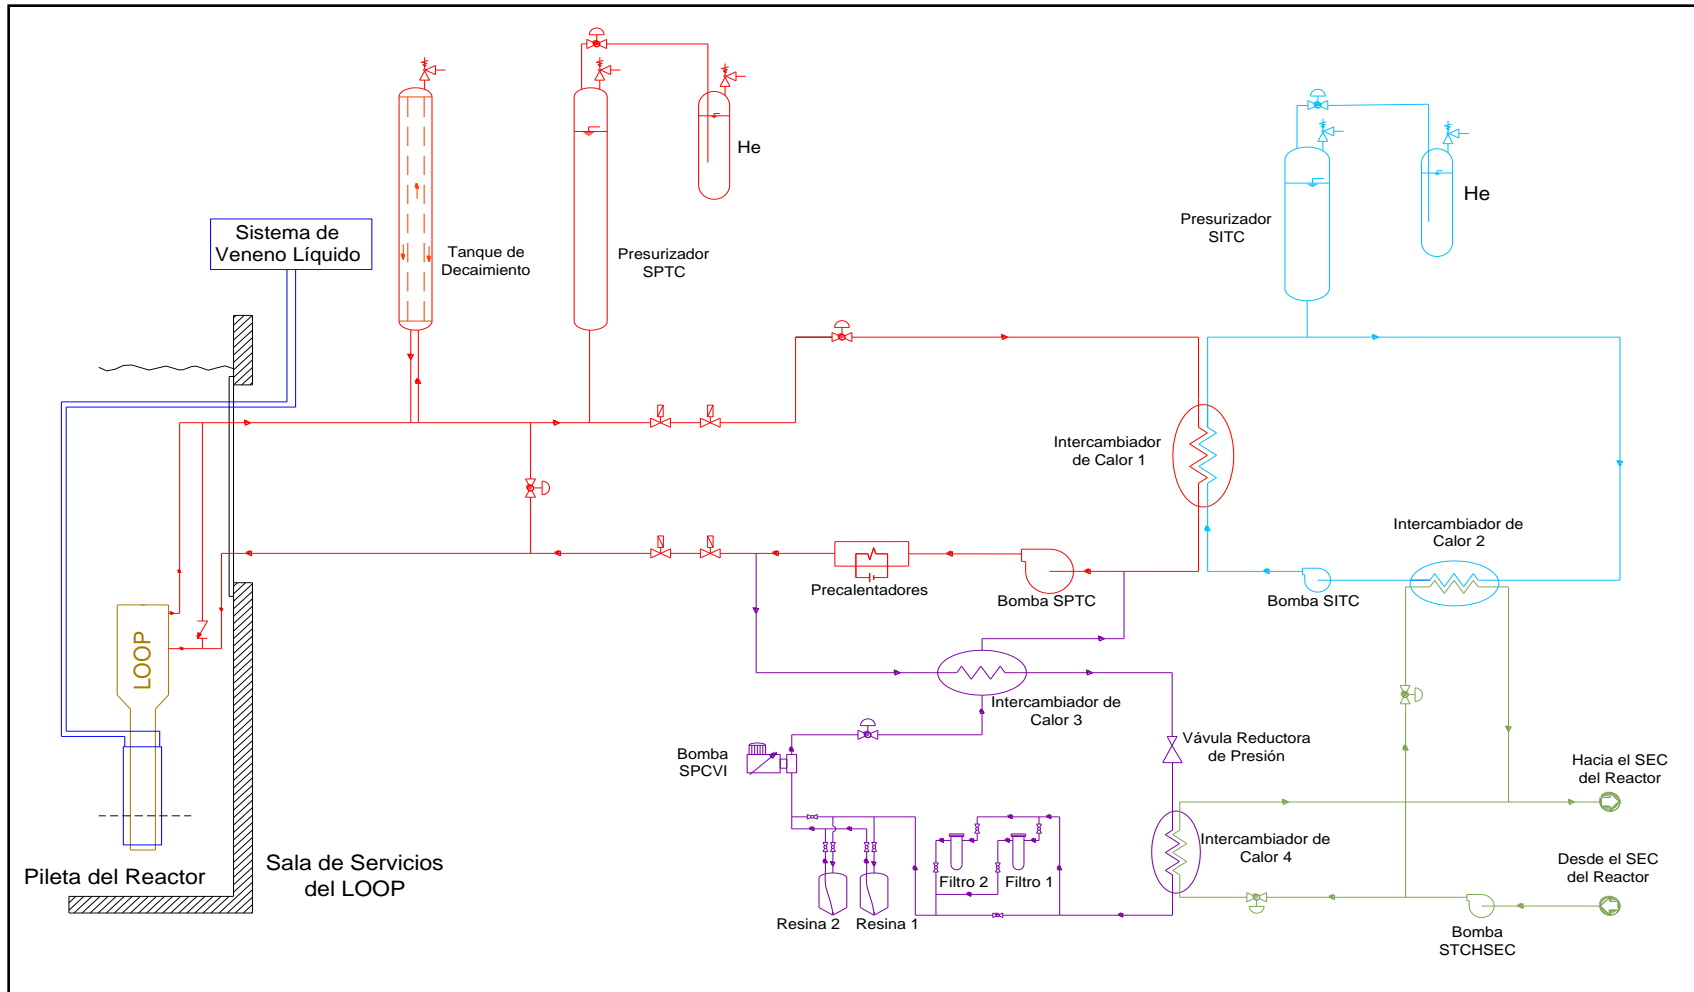 He
He
Presurizador
SITC
Sistema de
Veneno Líquido
Tanque de
Decaimiento
Presurizador
SPTC
Intercambiador
de Calor 1
Intercambiador de
Calor 2
Precalentadores
Bomba SPTC
Bomba SITC
LOOP
Intercambiador de
Calor 3
Bomba
SPCVI
Vávula Reductora
de Presión
Hacia el SEC
del Reactor
Intercambiador de
Calor 4
Desde el SEC
del Reactor
Pileta del Reactor
Sala de Servicios
del LOOP
Filtro 2
Filtro 1
Resina 2
Resina 1
Bomba
STCHSEC